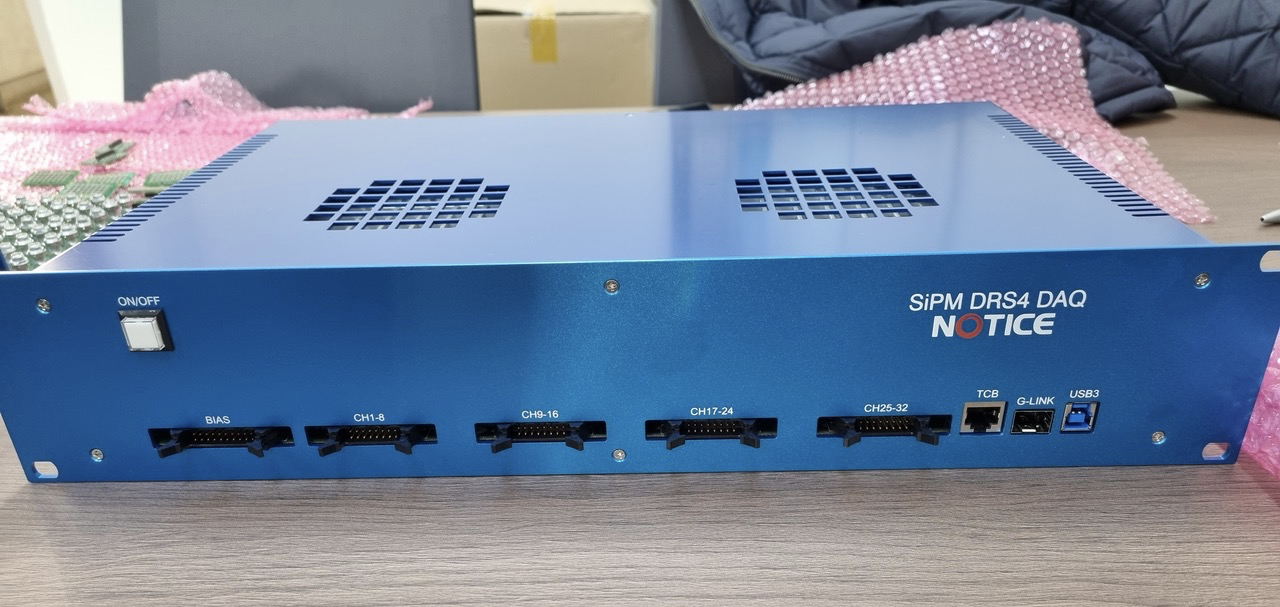 ON/OFF
SiPM DRS4 DAQ
NOTICE
BIAS
CH1-8
CH9-16
CH17-24
CH25-32
TCB
G-LINK
USB3